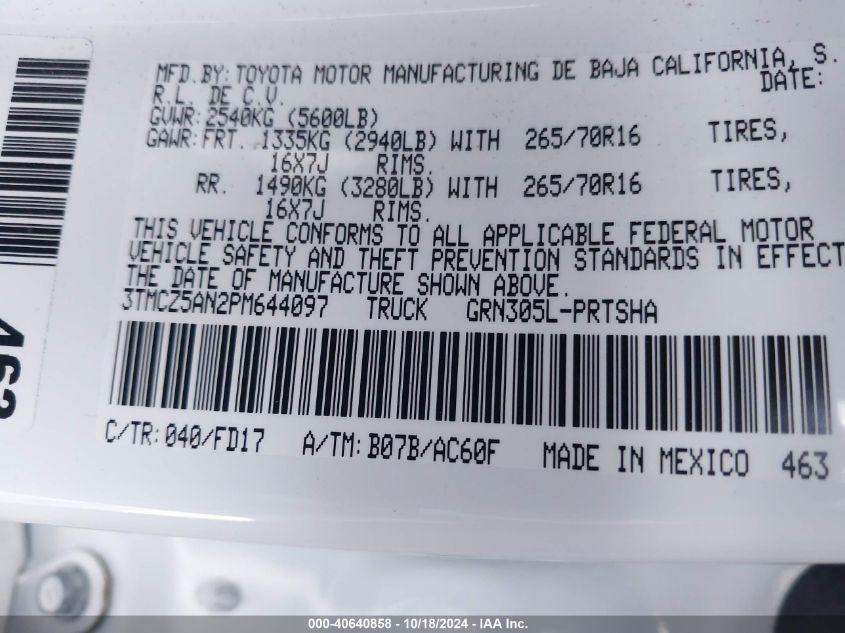 MFD.BY: TOYOTA MOTOR MANUFACTURING DE BAJA CALIFORNIA, S.
R.L. DE C.V. DATE:
GVWR: 2540KG (5600LB)
GAWR: FRT. 1335KG (2940LB) WITH 265/70R16 TIRES,
16X7J RIMS.
RR. 1490KG (3280LB) WITH 265/70R16 TIRES,
16X7J RIMS.
THIS VEHICLE CONFORMS TO ALL APPLICABLE FEDERAL MOTOR
VEHICLE SAFETY AND THEFT PREVENTION STANDARDS IN EFFECT
THE DATE OF MANUFACTURE SHOWN ABOVE.
3TMCZ5AN2PM644097 TRUCK GRN305L-PRTSHA
C/TR: 040/FD17 A/TM: B07B/AC60F MADE IN MEXICO 463
463
000-40640858 - 10/18/2024 - IAA Inc.